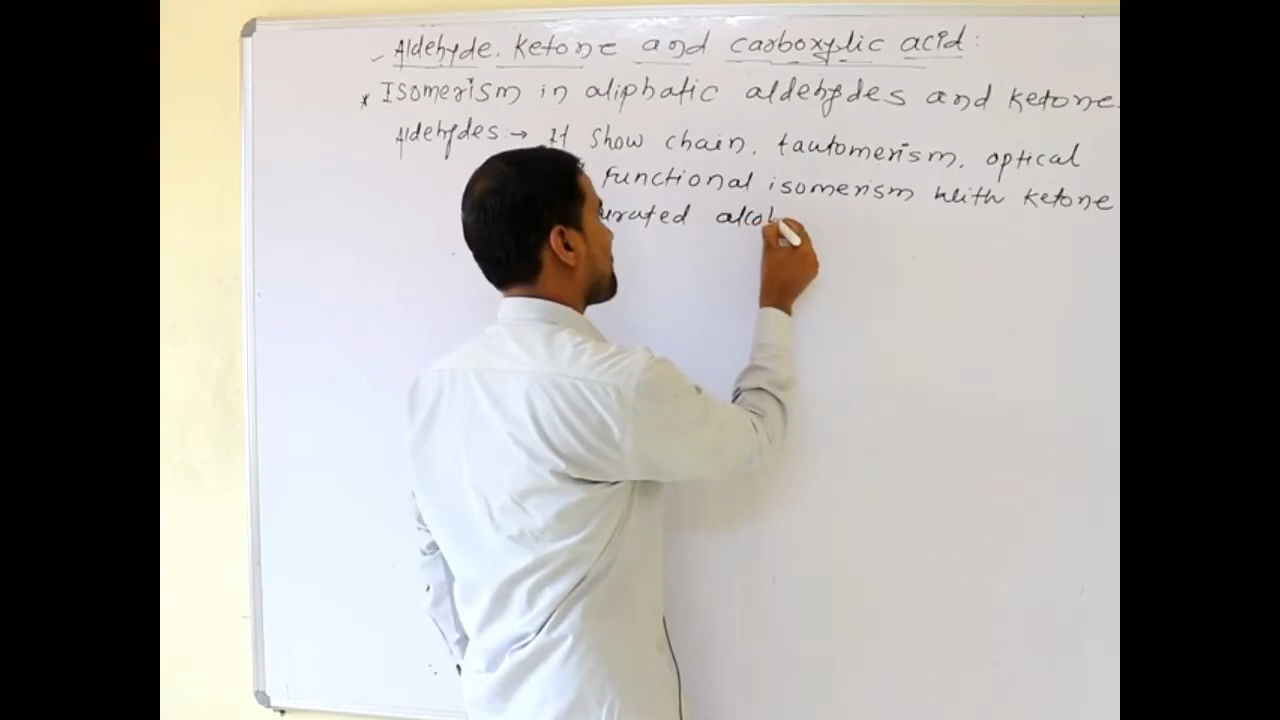 Aldehyde. Ketone and carboxylic acid:
* Isomerism in aliphatic aldehydes and Ketone.
Aldehydes:→ It show chain. tautomerism. optical
functional isomerism with ketone
urated alcoh